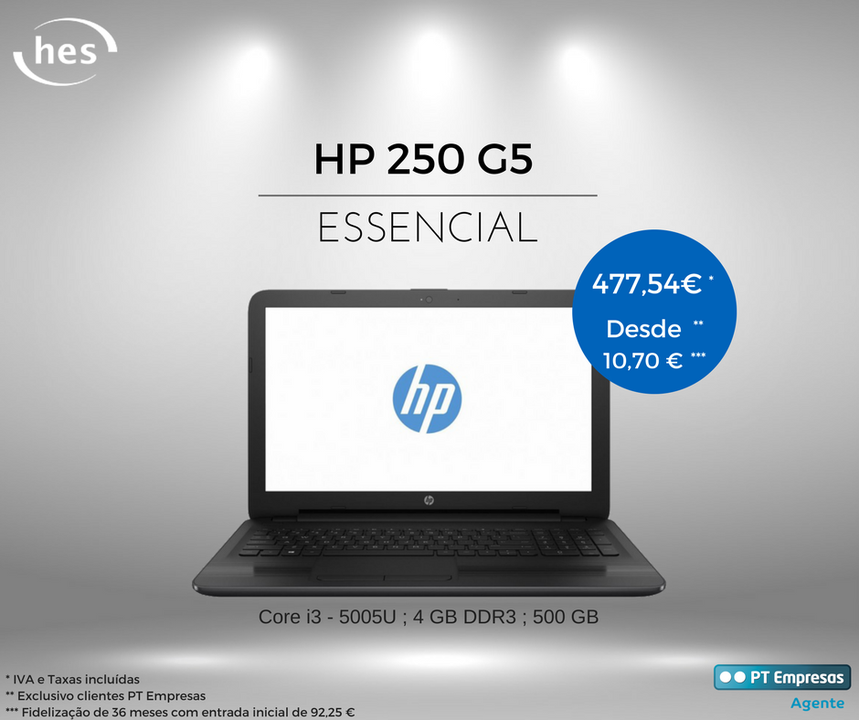 hes
HP 250 G5
ESSENCIAL
477,54€ *
Desde **
10,70 € ***
hp
hp
Core i3 - 5005U ; 4 GB DDR3 ; 500 GB
* IVA e Taxas incluídas
** Exclusivo clientes PT Empresas
*** Fidelização de 36 meses com entrada inicial de 92,25 €
PT Empresas
Agente